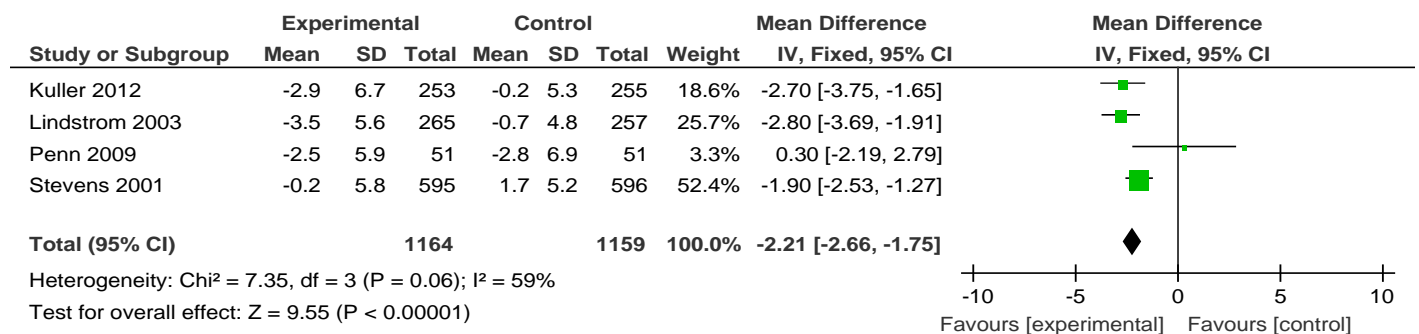 Experimental Control Mean Difference Mean Difference
Study or Subgroup Mean SD Total Mean SD Total Weight IV, Fixed, 95% CI IV, Fixed, 95% CI
Kuller 2012 -2.9 6.7 253 -0.2 5.3 255 18.6% -2.70 [-3.75, -1.65]
Lindstrom 2003 -3.5 5.6 265 -0.7 4.8 257 25.7% -2.80 [-3.69, -1.91]
Penn 2009 -2.5 5.9 51 -2.8 6.9 51 3.3% 0.30 [-2.19, 2.79]
Stevens 2001 -0.2 5.8 595 1.7 5.2 596 52.4% -1.90 [-2.53, -1.27]
Total (95% CI) 1164 1159 100.0% -2.21 [-2.66, -1.75]
Heterogeneity: Chi² = 7.35, df = 3 (P = 0.06); I² = 59%
Test for overall effect: Z = 9.55 (P < 0.00001)
-10 -5 0 5 10
Favours [experimental] Favours [control]